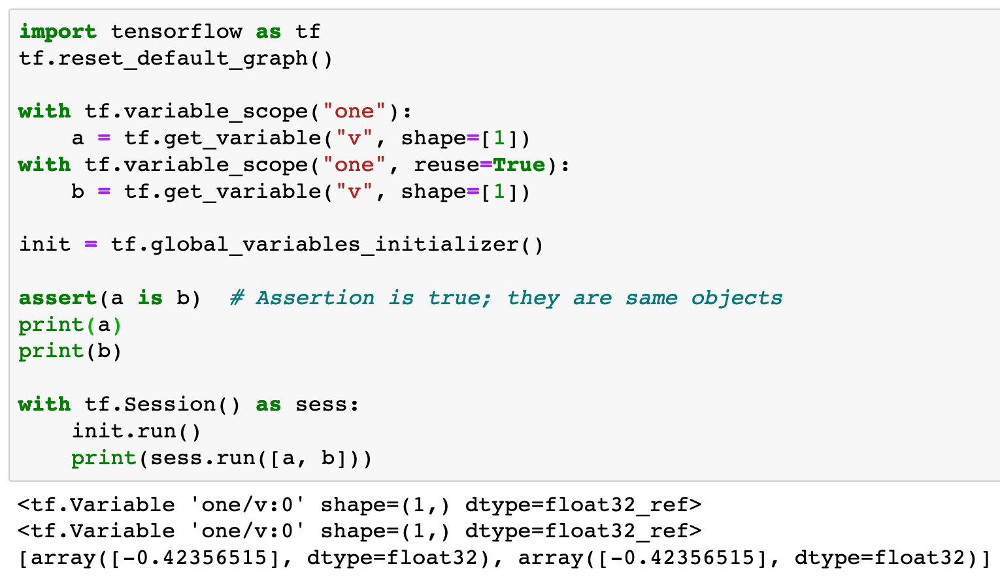 import tensorflow as tf
tf.reset_default_graph()

with tf.variable_scope("one"):
    a = tf.get_variable("v", shape=[1])
with tf.variable_scope("one", reuse=True):
    b = tf.get_variable("v", shape=[1])

init = tf.global_variables_initializer()

assert(a is b)  # Assertion is true; they are same objects
print(a)
print(b)

with tf.Session() as sess:
    init.run()
    print(sess.run([a, b]))
<tf.Variable 'one/v:0' shape=(1,) dtype=float32_ref>
<tf.Variable 'one/v:0' shape=(1,) dtype=float32_ref>
[array([-0.42356515], dtype=float32), array([-0.42356515], dtype=float32)]